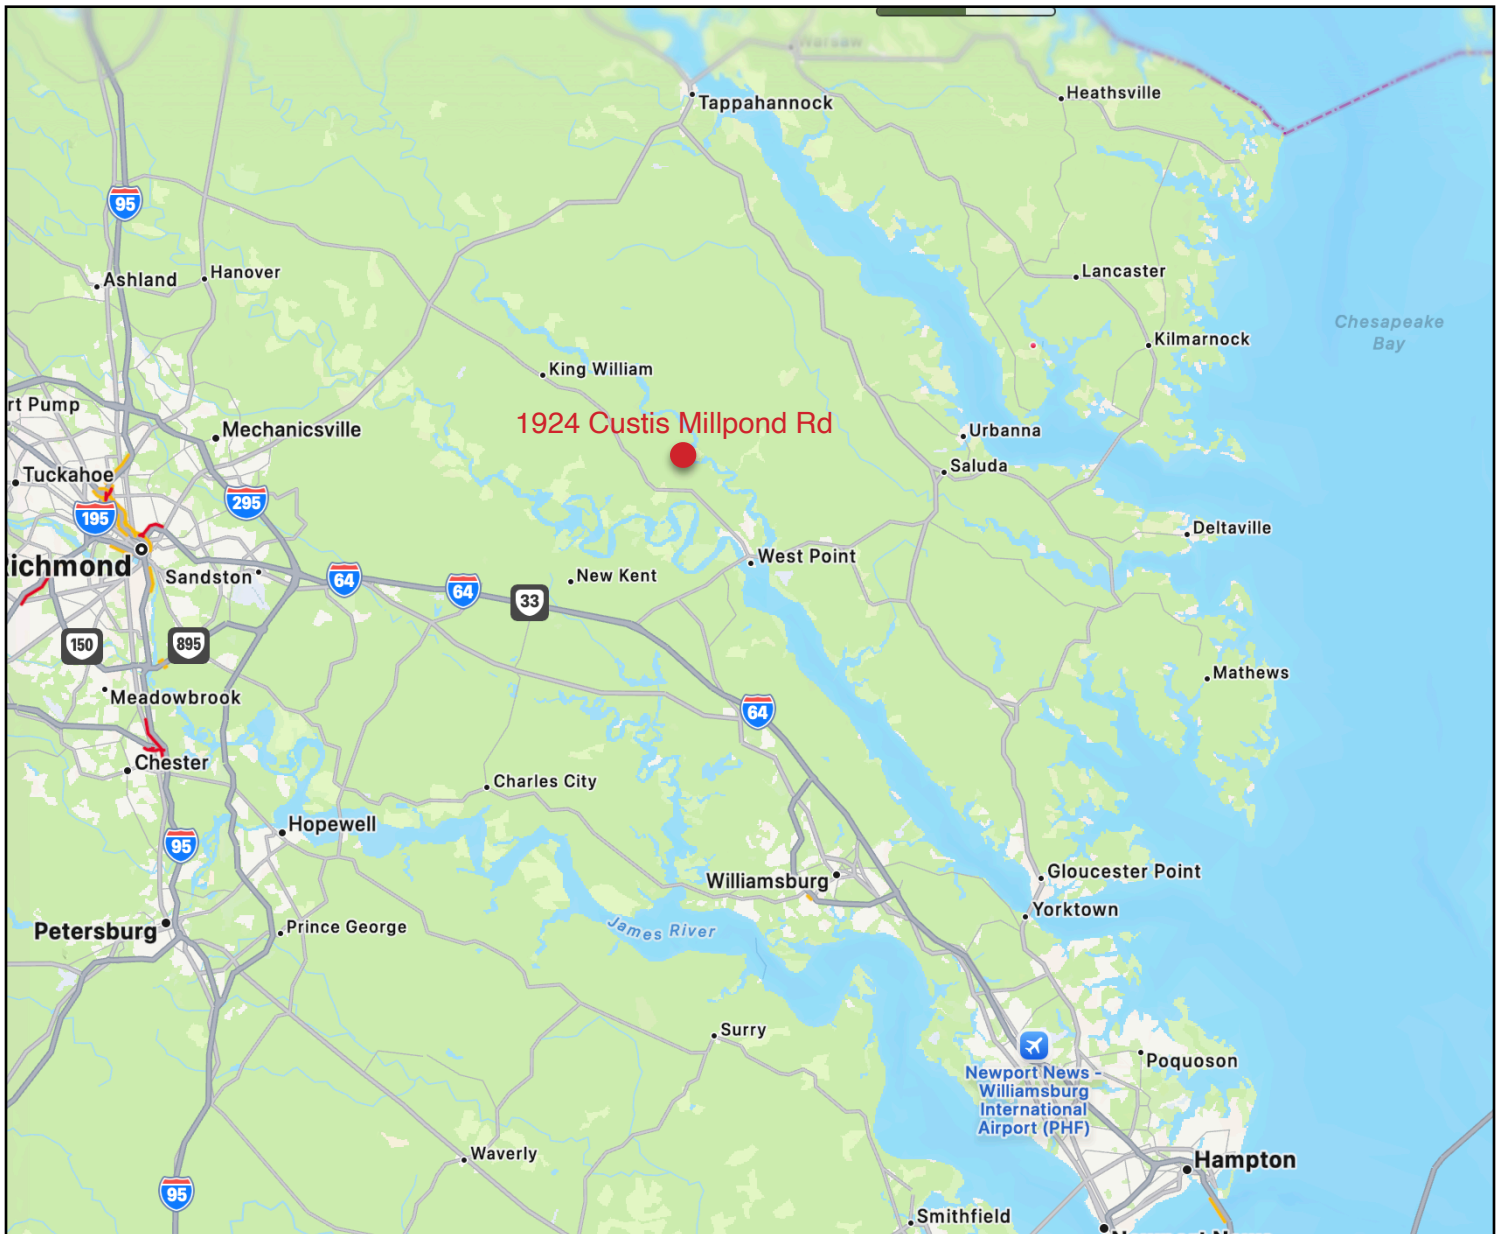 Warsaw
Heathsville
Tappahannock
95
Ashland
Hanover
Lancaster
Chesapeake
Bay
Kilmarnock
King William
rt Pump
1924 Custis Millpond Rd
Mechanicsville
Urbanna
Saluda
Tuckahoe
295
195
Deltaville
West Point
ichmond
Sandston
64
64
New Kent
33
150
895
Mathews
Meadowbrook
64
Chester
Charles City
Hopewell
95
Gloucester Point
Williamsburg
Yorktown
Petersburg
Prince George
James River
Surry
Poquoson
Newport News -
Williamsburg
International
Airport (PHF)
Waverly
Hampton
95
Smithfield